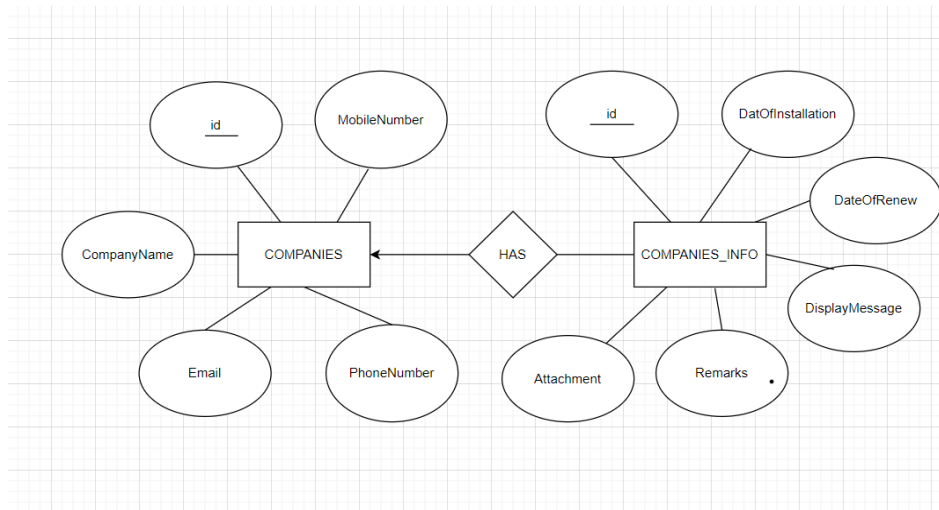 id
MobileNumber
CompanyName
COMPANIES
Email
PhoneNumber
HAS
id
DatOfInstallation
DateOfRenew
COMPANIES_INFO
DisplayMessage
Attachment
Remarks